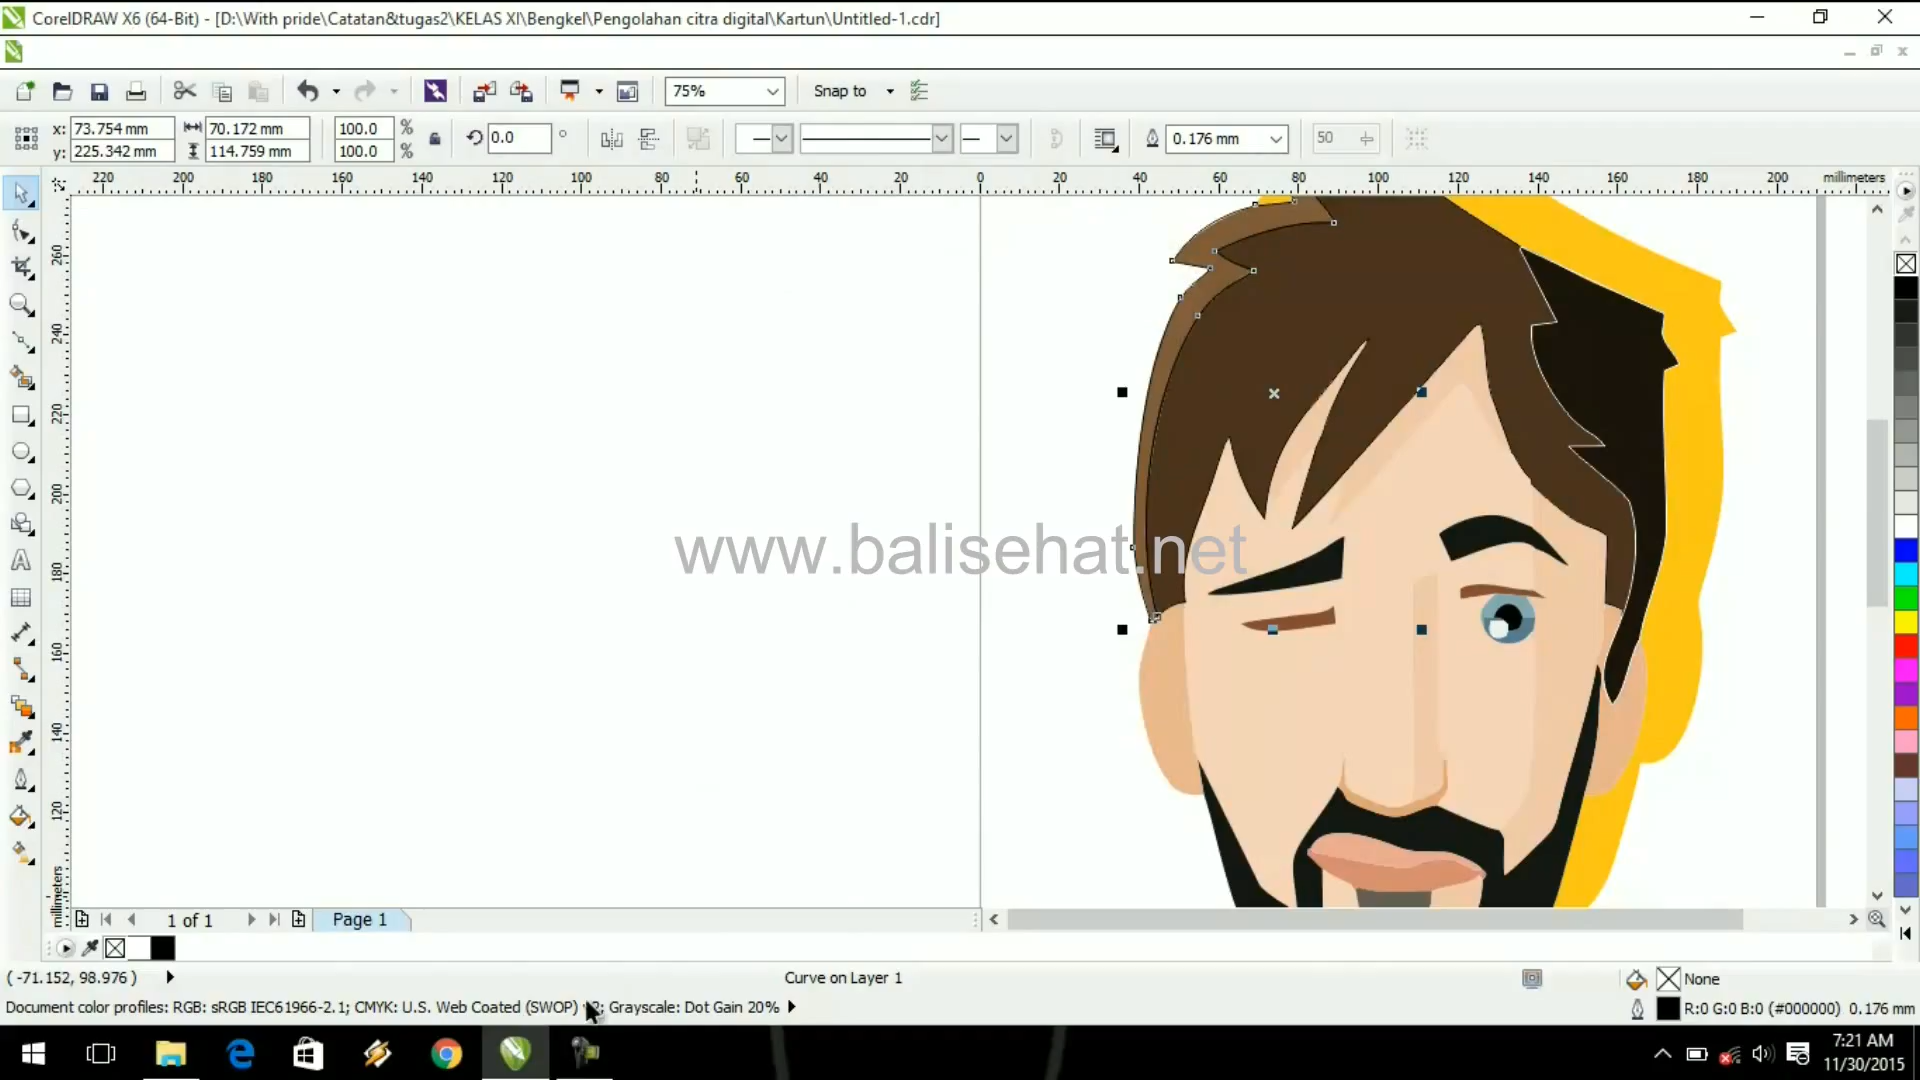 CorelDRAW X6 (64-Bit) - [D:\With pride\Catatan&tugas2\KELAS XI\Bengkel\Pengolahan citra digital\Kartun\Untitled-1.cdr]
75% Snap to
x: 73.754 mm 70.172 mm 100.0 % 0.0 ° 0.176 mm 50
y: 225.342 mm 114.759 mm 100.0 %
220 200 180 160 140 120 100 80 60 40 20 0 20 40 60 80 100 120 140 160 180 200 millimeters
260
240
220
200
180
160
140
120
millimeters
www.balisehat.net
1 of 1 Page 1
( -71.152, 98.976 ) Curve on Layer 1 None
Document color profiles: RGB: sRGB IEC61966-2.1; CMYK: U.S. Web Coated (SWOP) ; Grayscale: Dot Gain 20% R:0 G:0 B:0 (#000000) 0.176 mm
7:21 AM
11/30/2015